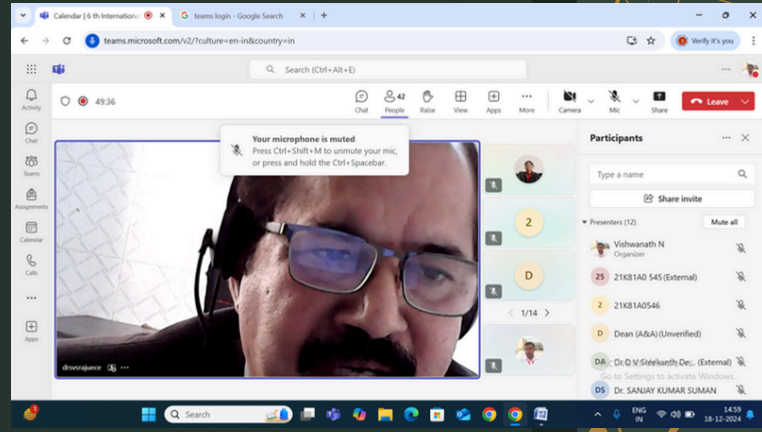 Calendar | 6 th Internationa
teams login - Google Search
teams.microsoft.com/v2/?culture=en-in&country=in
Verify it's you
Search (Ctrl+Alt+E)
Activity
Chat
Teams
Assignments
Calendar
Calls
Apps
49:36
Chat
42
People
Raise
View
Apps
More
Camera
Mic
Share
Leave
Your microphone is muted
Press Ctrl+Shift+M to unmute your mic,
or press and hold the Ctrl+Spacebar.
drsvsrajuece
2
D
1/14
Participants
Type a name
Share invite
Presenters (12)
Mute all
Vishwanath N
Organizer
25 21K81A0 545 (External)
2 21K81A0546
D Dean (A&A) (Unverified)
DA (External)
Go to Settings to activate Windows.
DS Dr. SANJAY KUMAR SUMAN
Search
ENG
IN
14:59
18-12-2024